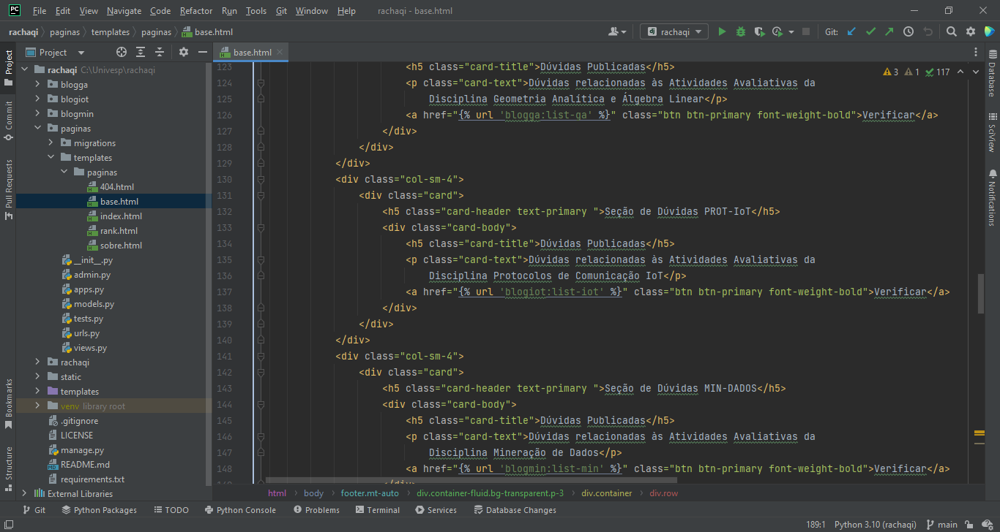 PC File Edit View Navigate Code Refactor Run Tools Git Window Help rachaqi - base.html
rachaqi paginas templates paginas base.html dj rachaqi Git:
Project base.html
rachaqi C:\Univesp\rachaqi
blogga
blogiot
blogmin
paginas
migrations
templates
paginas
404.html
base.html
index.html
rank.html
sobre.html
__init__.py
admin.py
apps.py
models.py
tests.py
urls.py
views.py
rachaqi
static
templates
venv library root
.gitignore
LICENSE
manage.py
README.md
requirements.txt
External Libraries
Project
Commit
Pull Requests
Bookmarks
Structure
3 1 117
123 <h5 class="card-title">Dúvidas Publicadas</h5>
124 <p class="card-text">Dúvidas relacionadas às Atividades Avaliativas da
125 Disciplina Geometria Analítica e Álgebra Linear</p>
126 <a href="{% url 'blogga:list-ga' %}" class="btn btn-primary font-weight-bold">Verificar</a>
127 </div>
128 </div>
129 </div>
130 <div class="col-sm-4">
131 <div class="card">
132 <h5 class="card-header text-primary ">Seção de Dúvidas PROT-IoT</h5>
133 <div class="card-body">
134 <h5 class="card-title">Dúvidas Publicadas</h5>
135 <p class="card-text">Dúvidas relacionadas às Atividades Avaliativas da
136 Disciplina Protocolos de Comunicação IoT</p>
137 <a href="{% url 'blogiot:list-iot' %}" class="btn btn-primary font-weight-bold">Verificar</a>
138 </div>
139 </div>
140 </div>
141 <div class="col-sm-4">
142 <div class="card">
143 <h5 class="card-header text-primary ">Seção de Dúvidas MIN-DADOS</h5>
144 <div class="card-body">
145 <h5 class="card-title">Dúvidas Publicadas</h5>
146 <p class="card-text">Dúvidas relacionadas às Atividades Avaliativas da
147 Disciplina Mineração de Dados</p>
148 <a href="{% url 'blogmin:list-min' %}" class="btn btn-primary font-weight-bold">Verificar</a>
Database
SciView
Notifications
html body footer.mt-auto div.container-fluid.bg-transparent.p-3 div.container div.row
Git Python Packages TODO Python Console Problems Terminal Services Database Changes
189:1 Python 3.10 (rachaqi) main